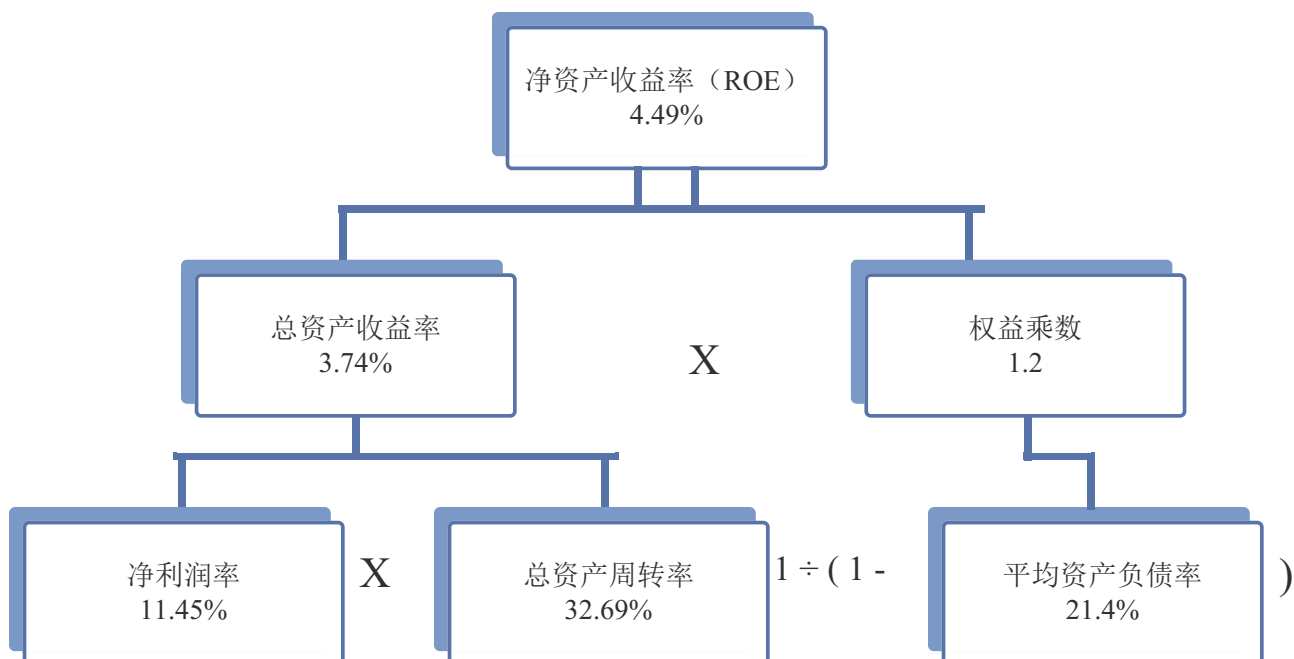 净资产收益率（ROE）
4.49%
总资产收益率
3.74%
X
权益乘数
1.2
净利润率
11.45%
X
总资产周转率
32.69%
1 ÷ ( 1 -
平均资产负债率
21.4%
)